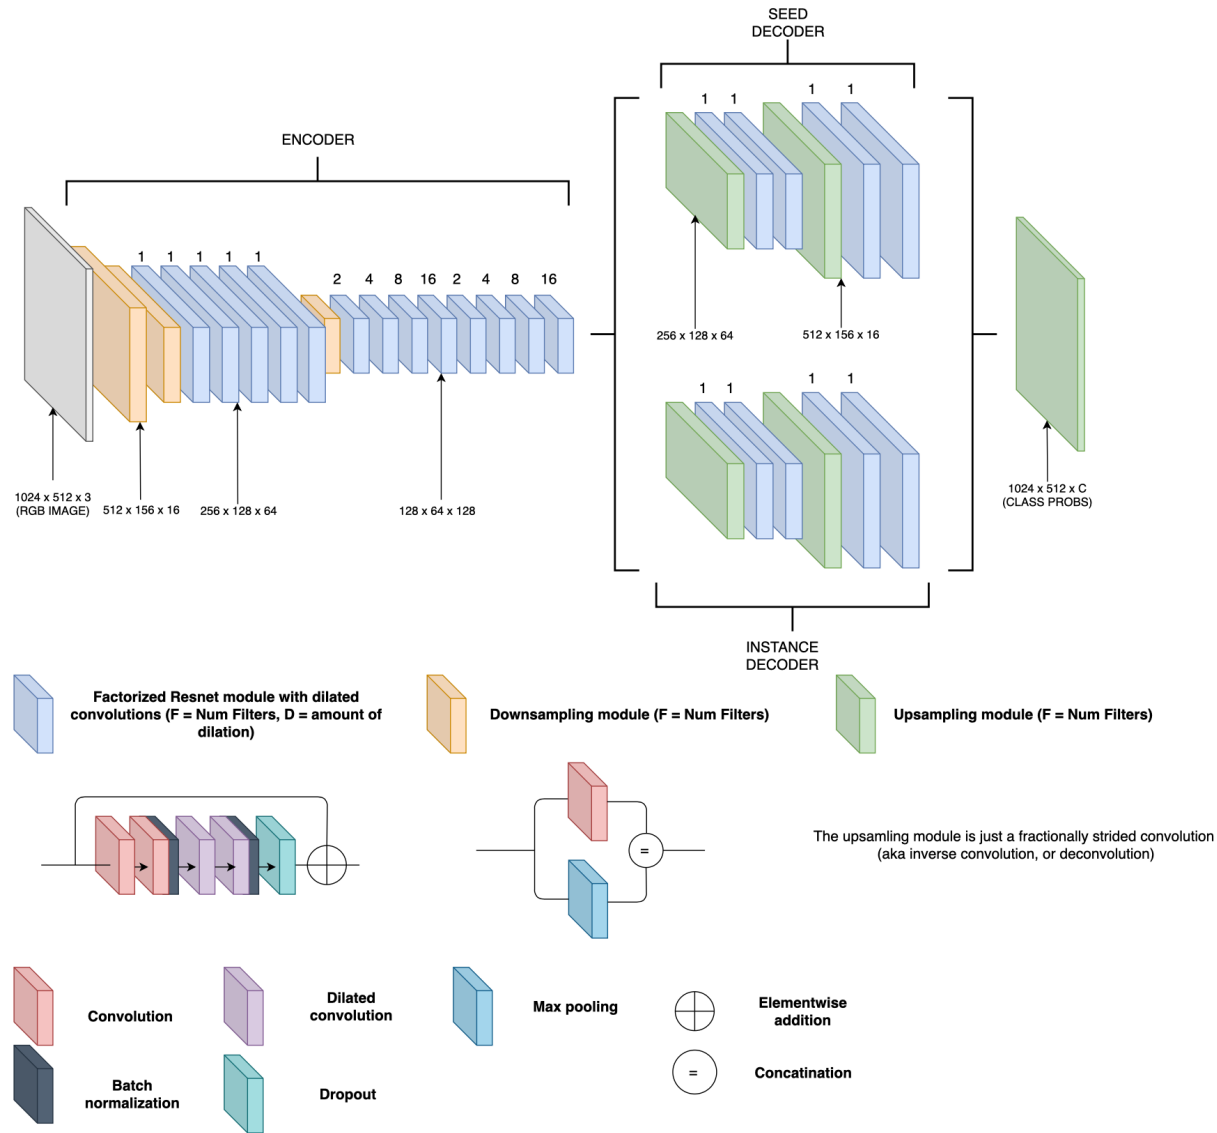 SEED
DECODER
1 1 1 1
ENCODER
1 1 1 1 1
2 4 8 16 2 4 8 16
256 x 128 x 64
512 x 156 x 16
1 1 1 1
1024 x 512 x 3
(RGB IMAGE)
512 x 156 x 16
256 x 128 x 64
128 x 64 x 128
1024 x 512 x C
(CLASS PROBS)
INSTANCE
DECODER
Factorized Resnet module with dilated
convolutions (F = Num Filters, D = amount of
dilation)
Downsampling module (F = Num Filters)
Upsampling module (F = Num Filters)
=
The upsamling module is just a fractionally strided convolution
(aka inverse convolution, or deconvolution)
Convolution
Dilated
convolution
Max pooling
Elementwise
addition
Batch
normalization
Dropout
=
Concatination